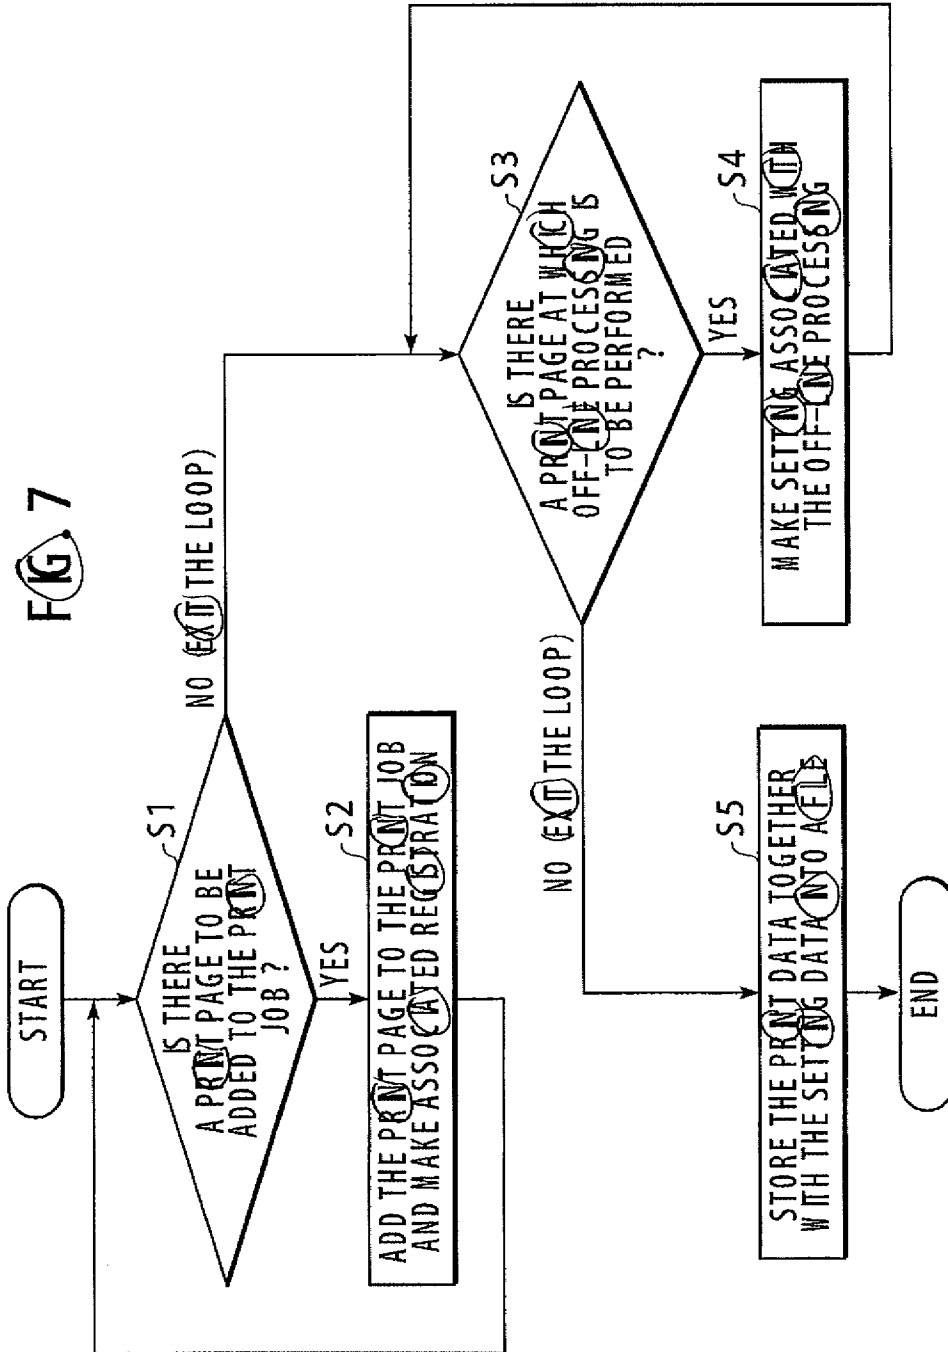 FIG. 7
START
S1
IS THERE
A PRINT PAGE TO BE
ADDED TO THE PRINT
JOB?
YES
NO (EXIT THE LOOP)
S2
ADD THE PRINT PAGE TO THE PRINT JOB
AND MAKE ASSOCIATED REGISTRATION
S3
IS THERE
A PRINT PAGE AT WHICH
OFF-LINE PROCESSING IS
TO BE PERFORMED
?
YES
NO (EXIT THE LOOP)
S4
MAKE SETTING ASSOCIATED WITH
THE OFF-LINE PROCESSING
S5
STORE THE PRINT DATA TOGETHER
WITH THE SETTING DATA INTO A FILE
END